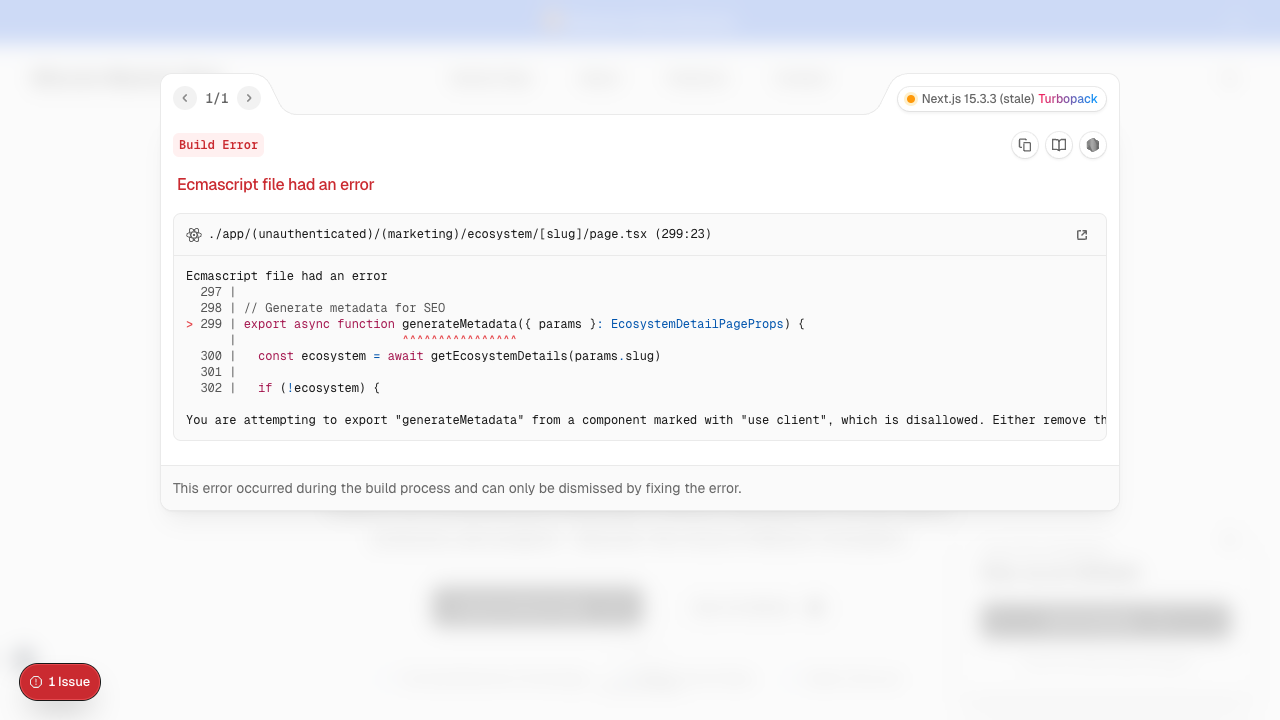 1/1
Next.js 15.3.3 (stale) Turbopack
Build Error
Ecmascript file had an error
./app/(unauthenticated)/(marketing)/ecosystem/[slug]/page.tsx (299:23)
Ecmascript file had an error
297 |
298 | // Generate metadata for SEO
> 299 | export async function generateMetadata({ params }: EcosystemDetailPageProps) {
| ^^^^^^^^^^^^^^^^
300 |   const ecosystem = await getEcosystemDetails(params.slug)
301 |
302 |   if (!ecosystem) {
You are attempting to export "generateMetadata" from a component marked with "use client", which is disallowed. Either remove th
This error occurred during the build process and can only be dismissed by fixing the error.
1 Issue